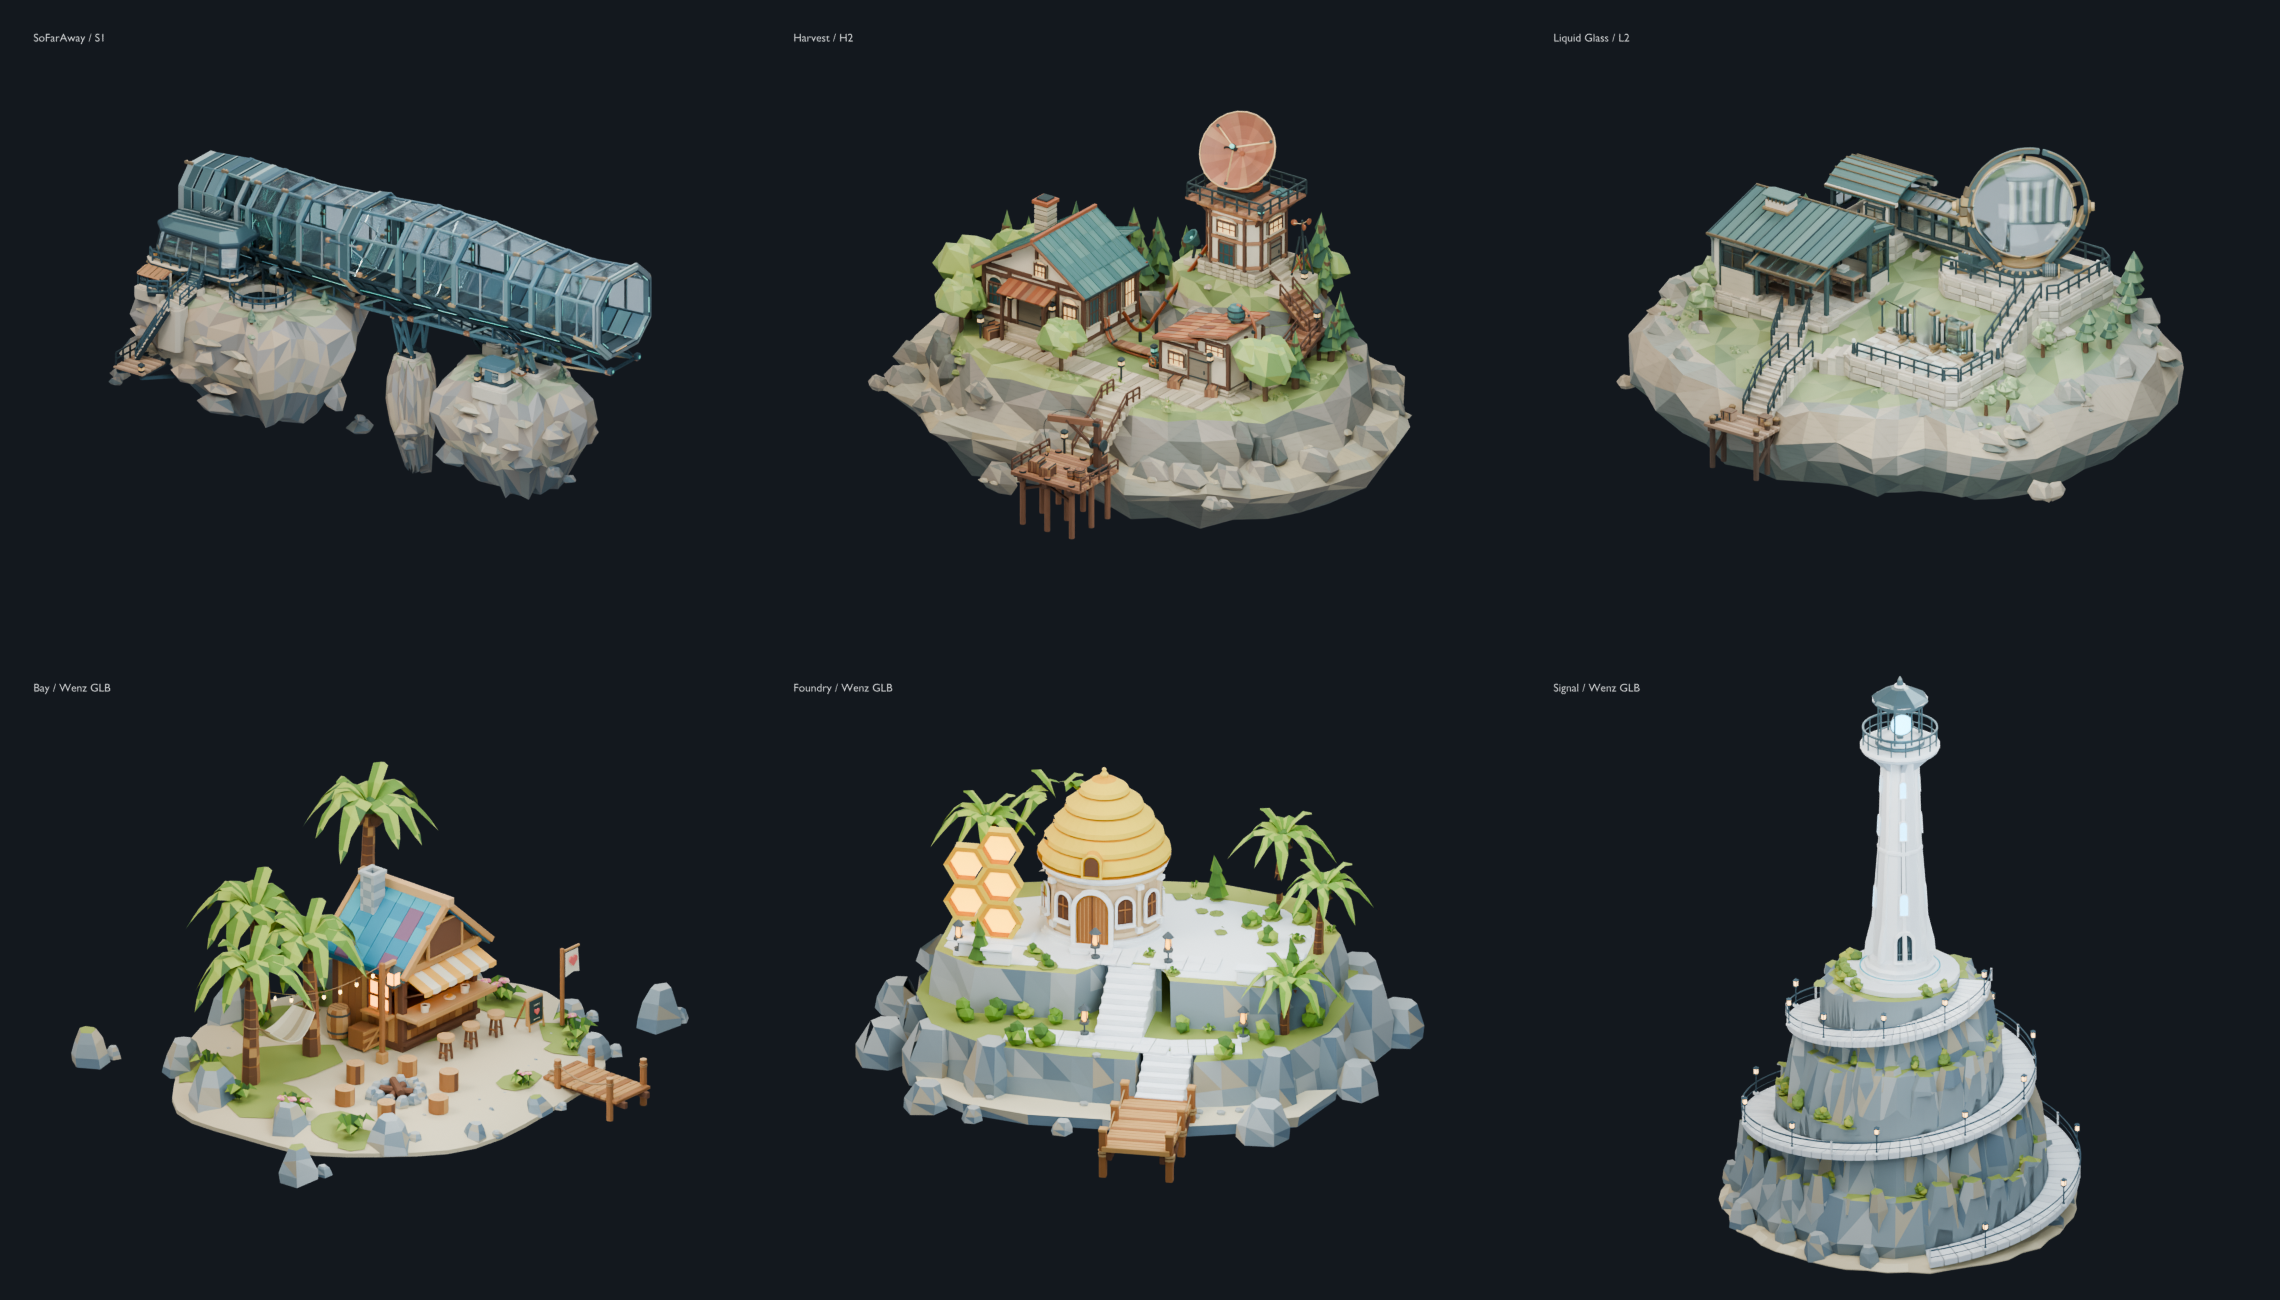 SoFarAway / S1
Harvest / H2
Liquid Glass / L2
Bay / Wenz GLB
Foundry / Wenz GLB
Signal / Wenz GLB